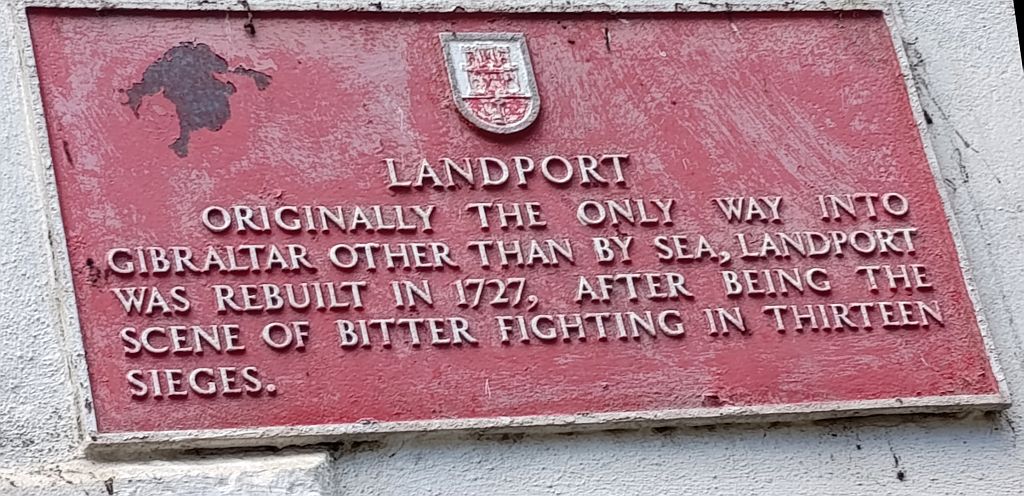 LANDPORT
ORIGINALLY THE ONLY WAY INTO
GIBRALTAR OTHER THAN BY SEA, LANDPORT
WAS REBUILT IN 1727, AFTER BEING THE
SCENE OF BITTER FIGHTING IN THIRTEEN
SIEGES.